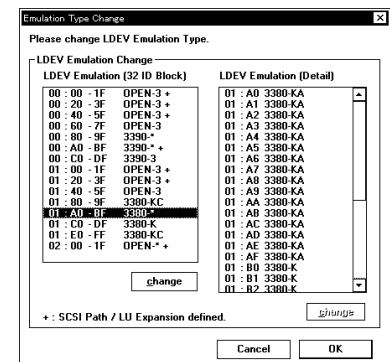 Emulation Type Change
Please change LDEV Emulation Type.
LDEV Emulation Change
LDEV Emulation (32 ID Block)
00 : 00 - 1F OPEN-3 +
00 : 20 - 3F OPEN-3 +
00 : 40 - 5F OPEN-3 +
00 : 60 - 7F OPEN-3
00 : 80 - 9F 3390-*
00 : A0 - BF 3390-* +
00 : C0 - DF 3390-3
01 : 00 - 1F OPEN-3 +
01 : 20 - 3F OPEN-3 +
01 : 40 - 5F OPEN-3
01 : 80 - 9F 3380-KC
01 : A0 - BF 3380-*
01 : C0 - DF 3380-K
01 : E0 - FF 3380-KC
02 : 00 - 1F OPEN-* +
change
LDEV Emulation (Detail)
01 : A0 3380-KA
01 : A1 3380-KA
01 : A2 3380-KA
01 : A3 3380-KA
01 : A4 3380-KA
01 : A5 3380-KA
01 : A6 3380-KA
01 : A7 3380-KA
01 : A8 3380-KA
01 : A9 3380-KA
01 : AA 3380-KA
01 : AB 3380-KA
01 : AC 3380-KA
01 : AD 3380-KA
01 : AE 3380-KA
01 : AF 3380-KA
01 : B0 3380-K
01 : B1 3380-K
01 : B2 3380-K
change
+ : SCSI Path / LU Expansion defined.
Cancel
OK